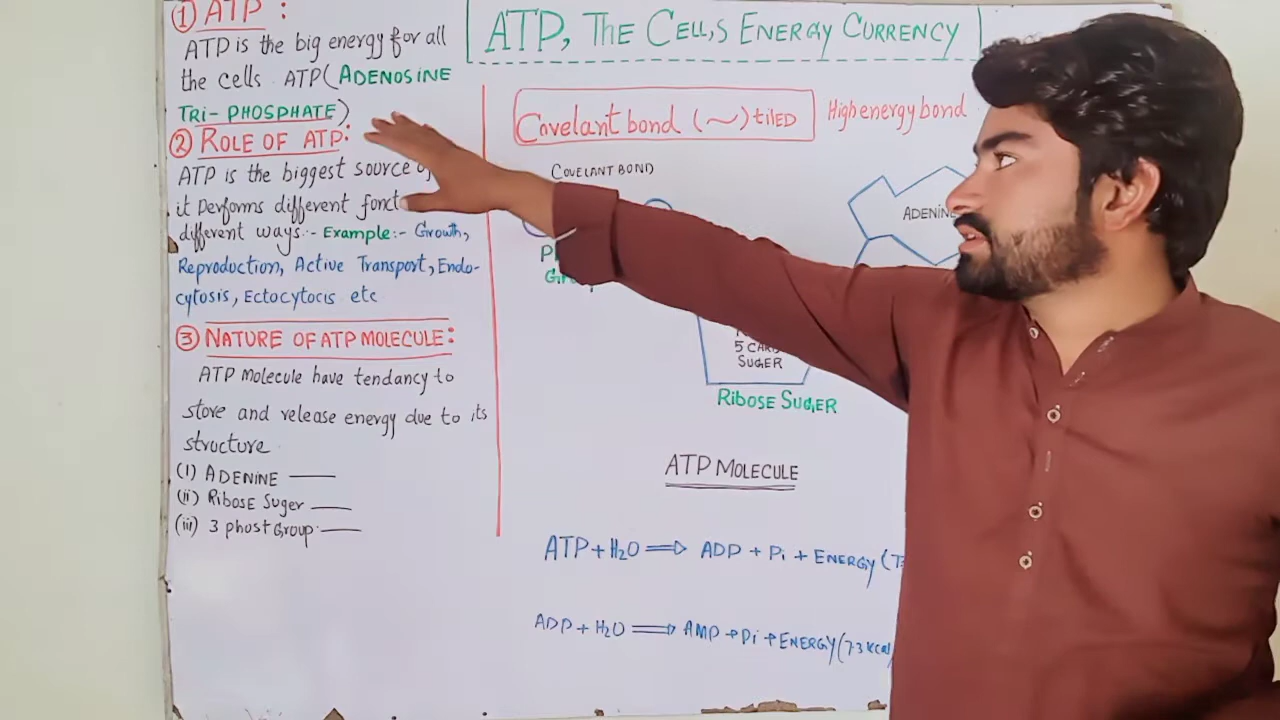 ① ATP :
ATP is the big energy for all
the cells ATP (ADENOSINE
TRI-PHOSPHATE)
② ROLE OF ATP:
ATP is the biggest source
it performs different
different ways:- Example:- Growth,
Reproduction, Active Transport, Endo-
cytosis, Ectocytocis etc
③ NATURE OF ATP MOLECULE:
ATP molecule have tendancy to
store and release energy due to its
structure
(i) ADENINE ——
(ii) Ribose Suger ——
(iii) 3 phost Group ——
ATP, THE CELL,S ENERGY CURRENCY
Covelant bond (~) tilED
High energy bond
COVELANT BOND
ADENINE
5
SUGER
RIBOSE SUGER
ATP MOLECULE
ATP + H₂O ⇒ ADP + Pi + ENERGY (7.
ADP + H₂O ⇒ AMP + Pi + ENERGY (7.3 Kcal